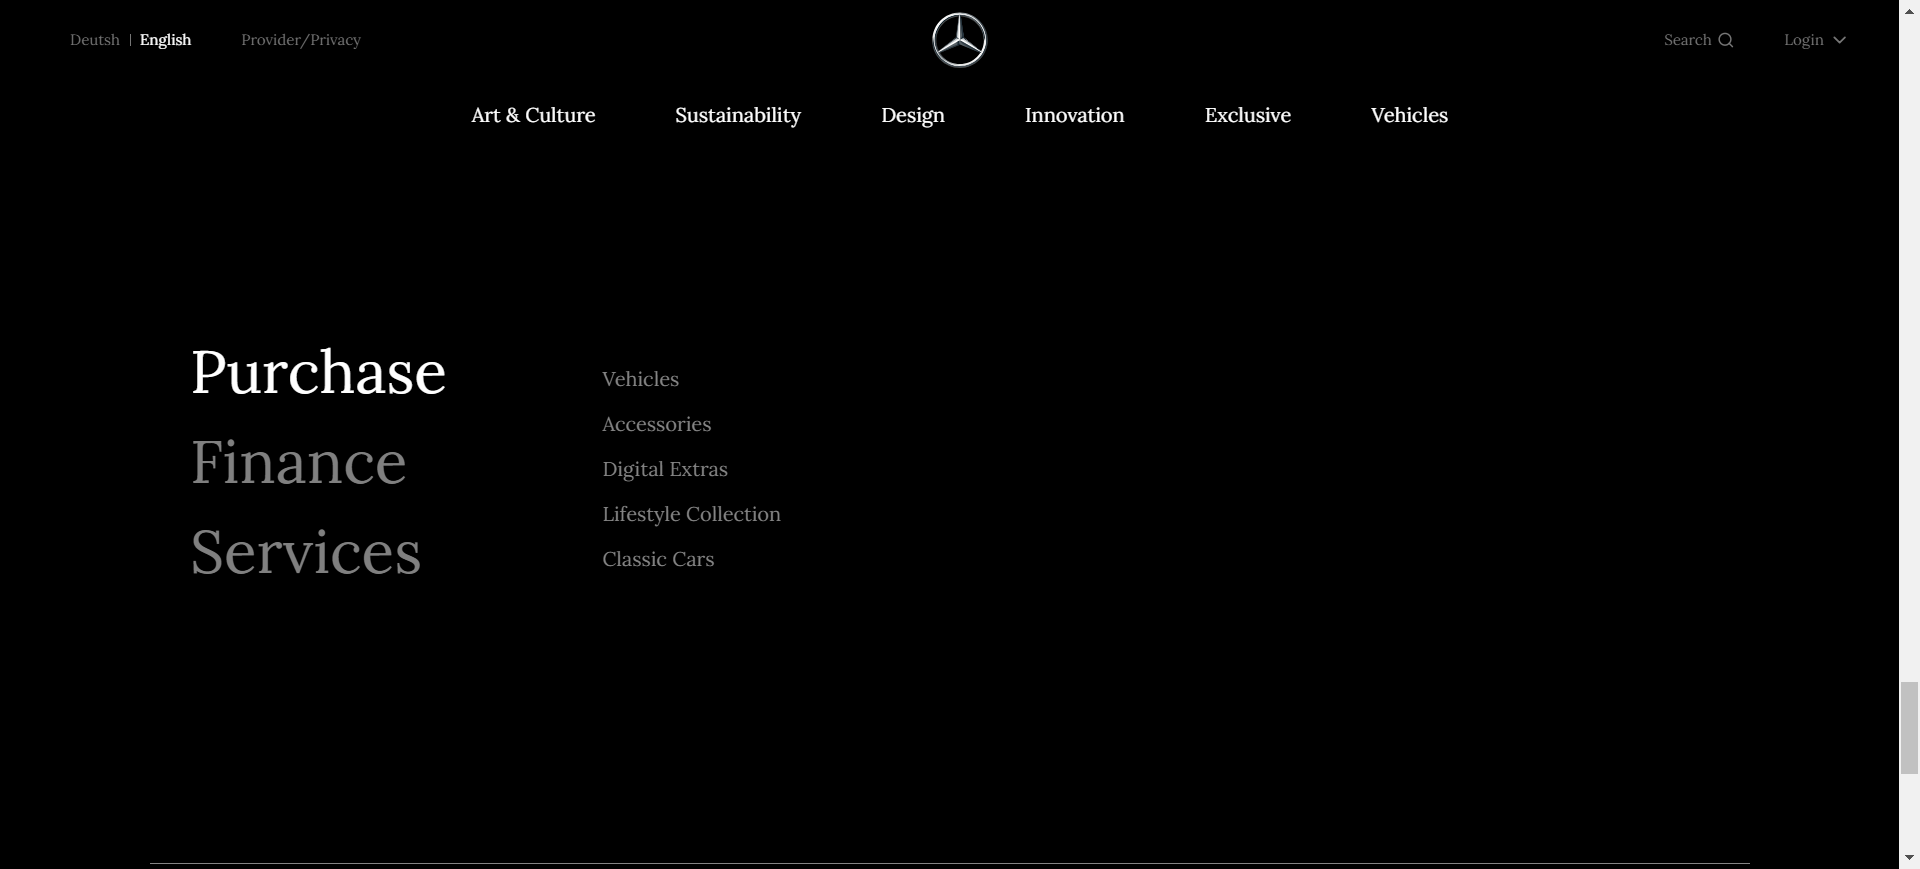 Deutsh | English Provider/Privacy Search Login
Art & Culture Sustainability Design Innovation Exclusive Vehicles
Purchase
Finance
Services
Vehicles
Accessories
Digital Extras
Lifestyle Collection
Classic Cars